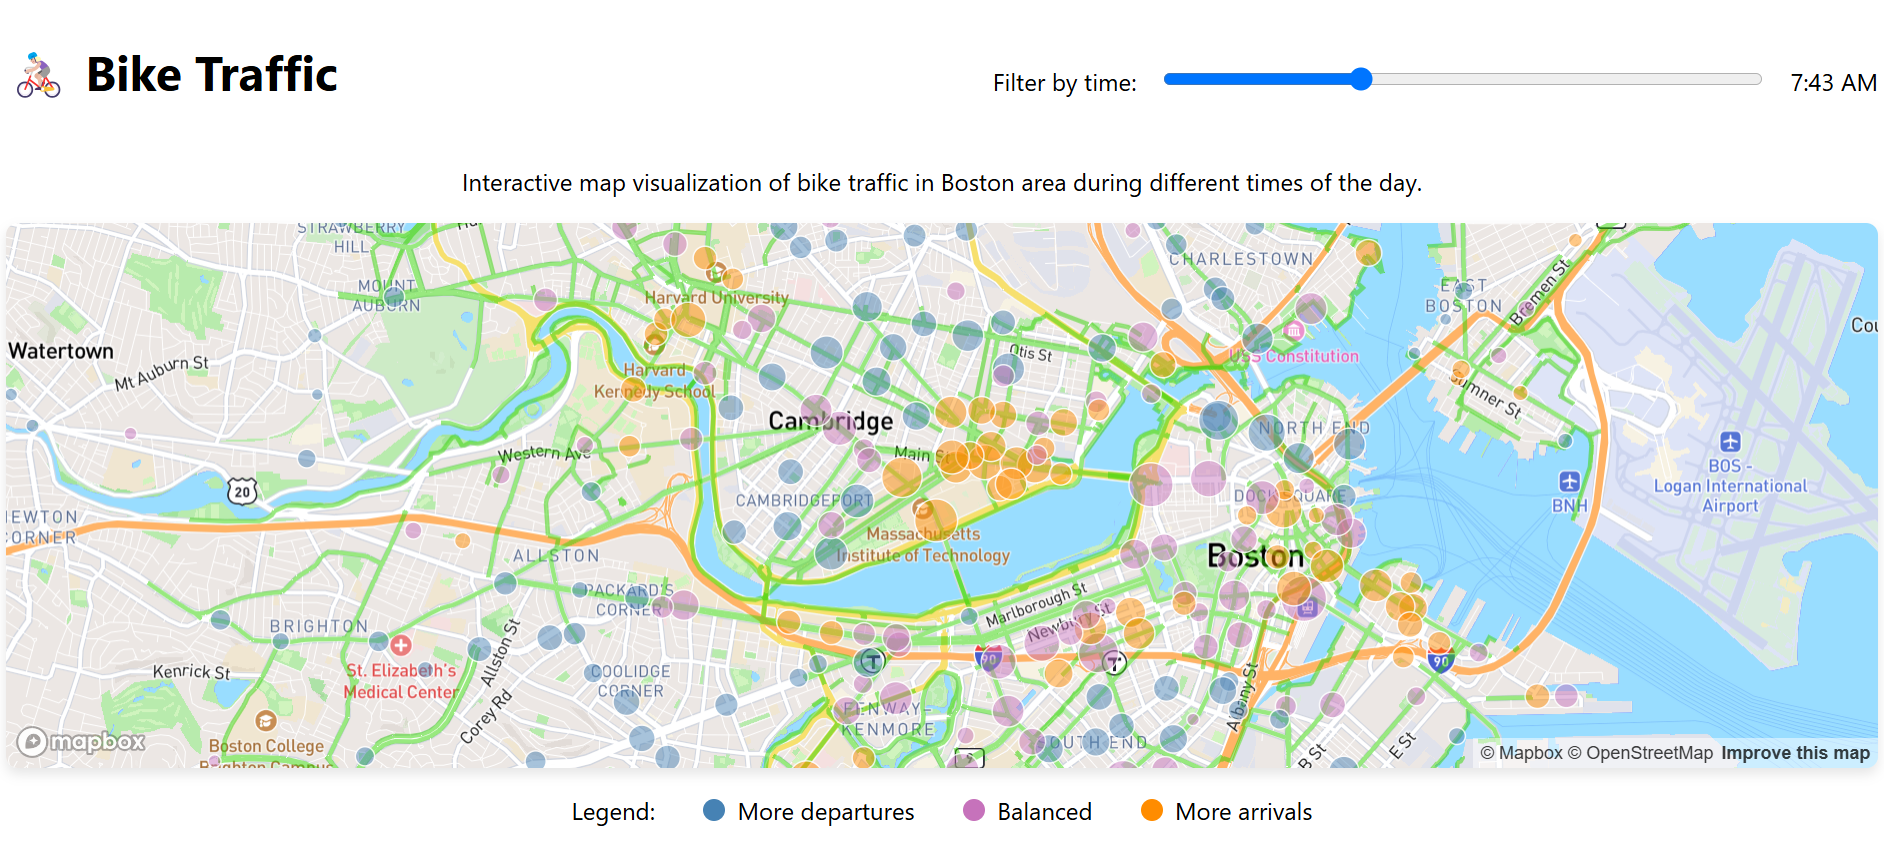 Bike Traffic
Filter by time:
7:43 AM
Interactive map visualization of bike traffic in Boston area during different times of the day.
STRAWBERRY
HILL
CHARLESTOWN
MOUNT
AUBURN
Harvard University
EAST
BOSTON
Bremen St
Watertown
Mt Auburn St
Otis St
USS Constitution
Harvard
Kennedy School
Sumner St
Cambridge
NORTH END
Main S
Western Ave
BOS -
Logan International
Airport
20
CAMBRIDGEPORT
DOCK SQUARE
BNH
EWTON
CORNER
Massachusetts
Institute of Technology
ALLSTON
Boston
PACKARD'S
CORNER
Marlborough St
Newbury St
BRIGHTON
Allston St
St. Elizabeth's
Medical Center
Kenrick St
COOLIDGE
CORNER
T
90
T
90
Albany St
Corey Rd
FENWAY-
KENMORE
OUTH END
B St
E St
Boston College
Brighton Campus
mapbox
© Mapbox © OpenStreetMap Improve this map
Legend:
More departures
Balanced
More arrivals